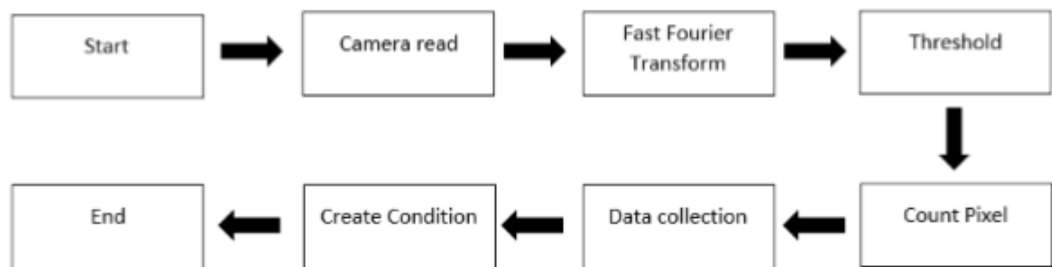 Start
Camera read
Fast Fourier
Transform
Threshold
Count Pixel
Data collection
Create Condition
End